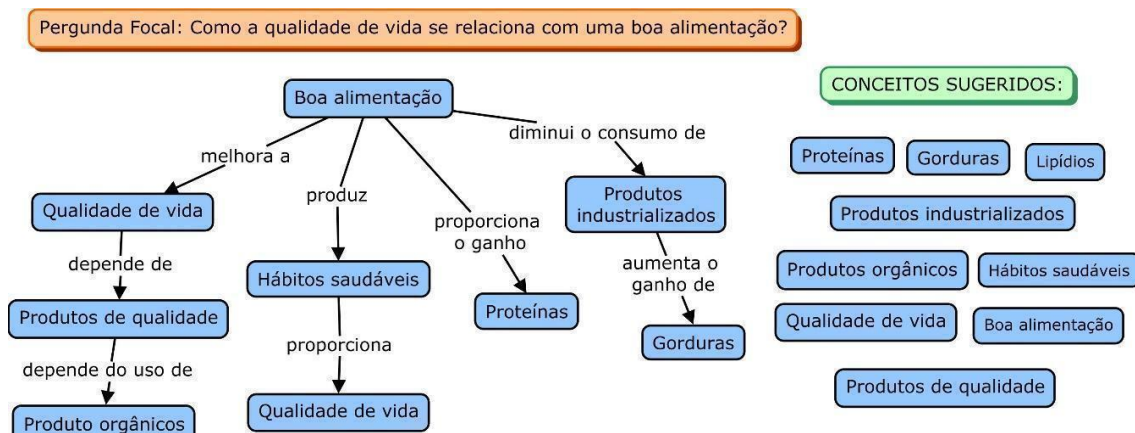 Pergunda Focal: Como a qualidade de vida se relaciona com uma boa alimentação?
Boa alimentação
melhora a
produz
proporciona
o ganho
diminui o consumo de
Qualidade de vida
Produtos
industrializados
depende de
Hábitos saudáveis
aumenta o
ganho de
Produtos de qualidade
Proteínas
Gorduras
depende do uso de
proporciona
Produto orgânicos
Qualidade de vida
CONCEITOS SUGERIDOS:
Proteínas
Gorduras
Lipídios
Produtos industrializados
Produtos orgânicos
Hábitos saudáveis
Qualidade de vida
Boa alimentação
Produtos de qualidade